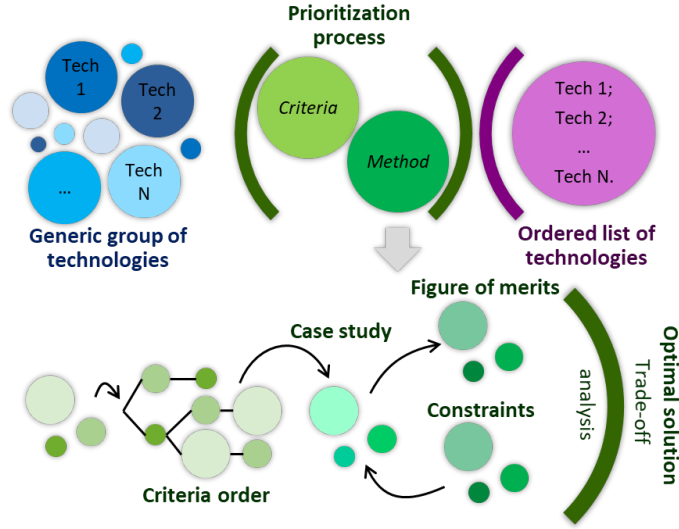 Prioritization
process
Tech
1
Tech
2
...
Tech
N
Generic group of
technologies
Criteria
Method
Tech 1;
Tech 2;
...
Tech N.
Ordered list of
technologies
Figure of merits
Case study
Constraints
Criteria order
Optimal solution
Trade-off
analysis